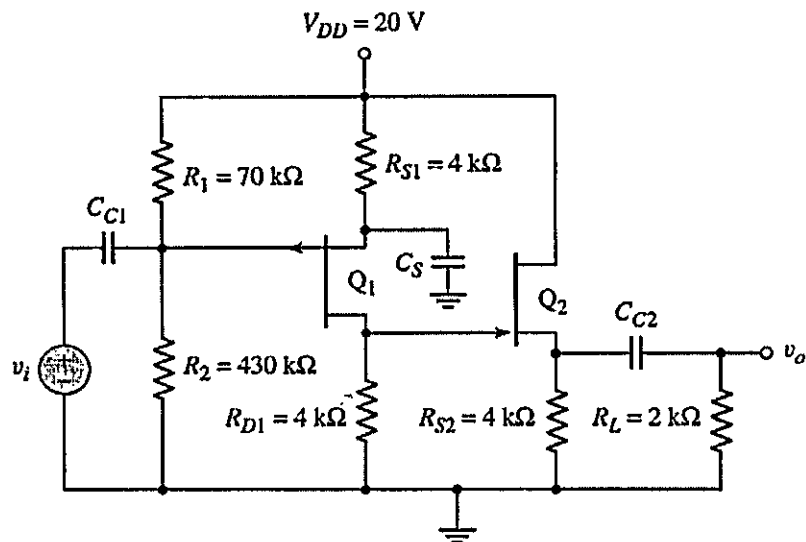 V_DD = 20 V
R_1 = 70 kΩ
R_S1 = 4 kΩ
C_C1
C_S
Q_1
Q_2
C_C2
v_i
R_2 = 430 kΩ
v_o
R_D1 = 4 kΩ
R_S2 = 4 kΩ
R_L = 2 kΩ